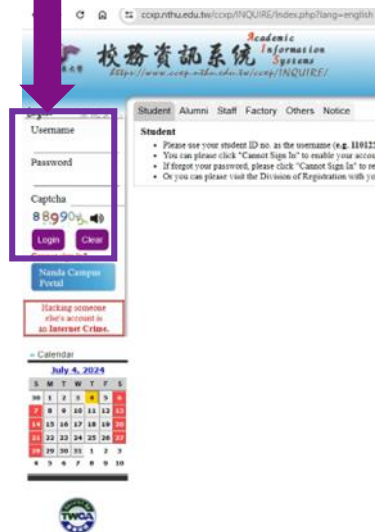 ccxp.nthu.edu.tw/ccxp/INQUIRE/index.php?lang=english
校務資訊系統
Academic
Information
Systems
https://www.ccxp.nthu.edu.tw/ccxp/INQUIRE/
Student Alumni Staff Factory Others Notice
Username
Password
Captcha
Login Clear
Nanda Campus
Portal
Hacking someone
else's account is
an Internet Crime.
Student
Please use your student ID no. as the username (e.g.
You can please click "Cannot Sign In" to enable your
If forgot your password, please click "Cannot Sign In" to
Or you can please visit the Division of Registration with
Calendar
July 4, 2024
S M T W T F S
30 1 2 3 4 5 6
7 8 9 10 11 12 13
14 15 16 17 18 19 20
21 22 23 24 25 26 27
28 29 30 31 1 2 3
4 5 6 7 8 9 10
TWCA